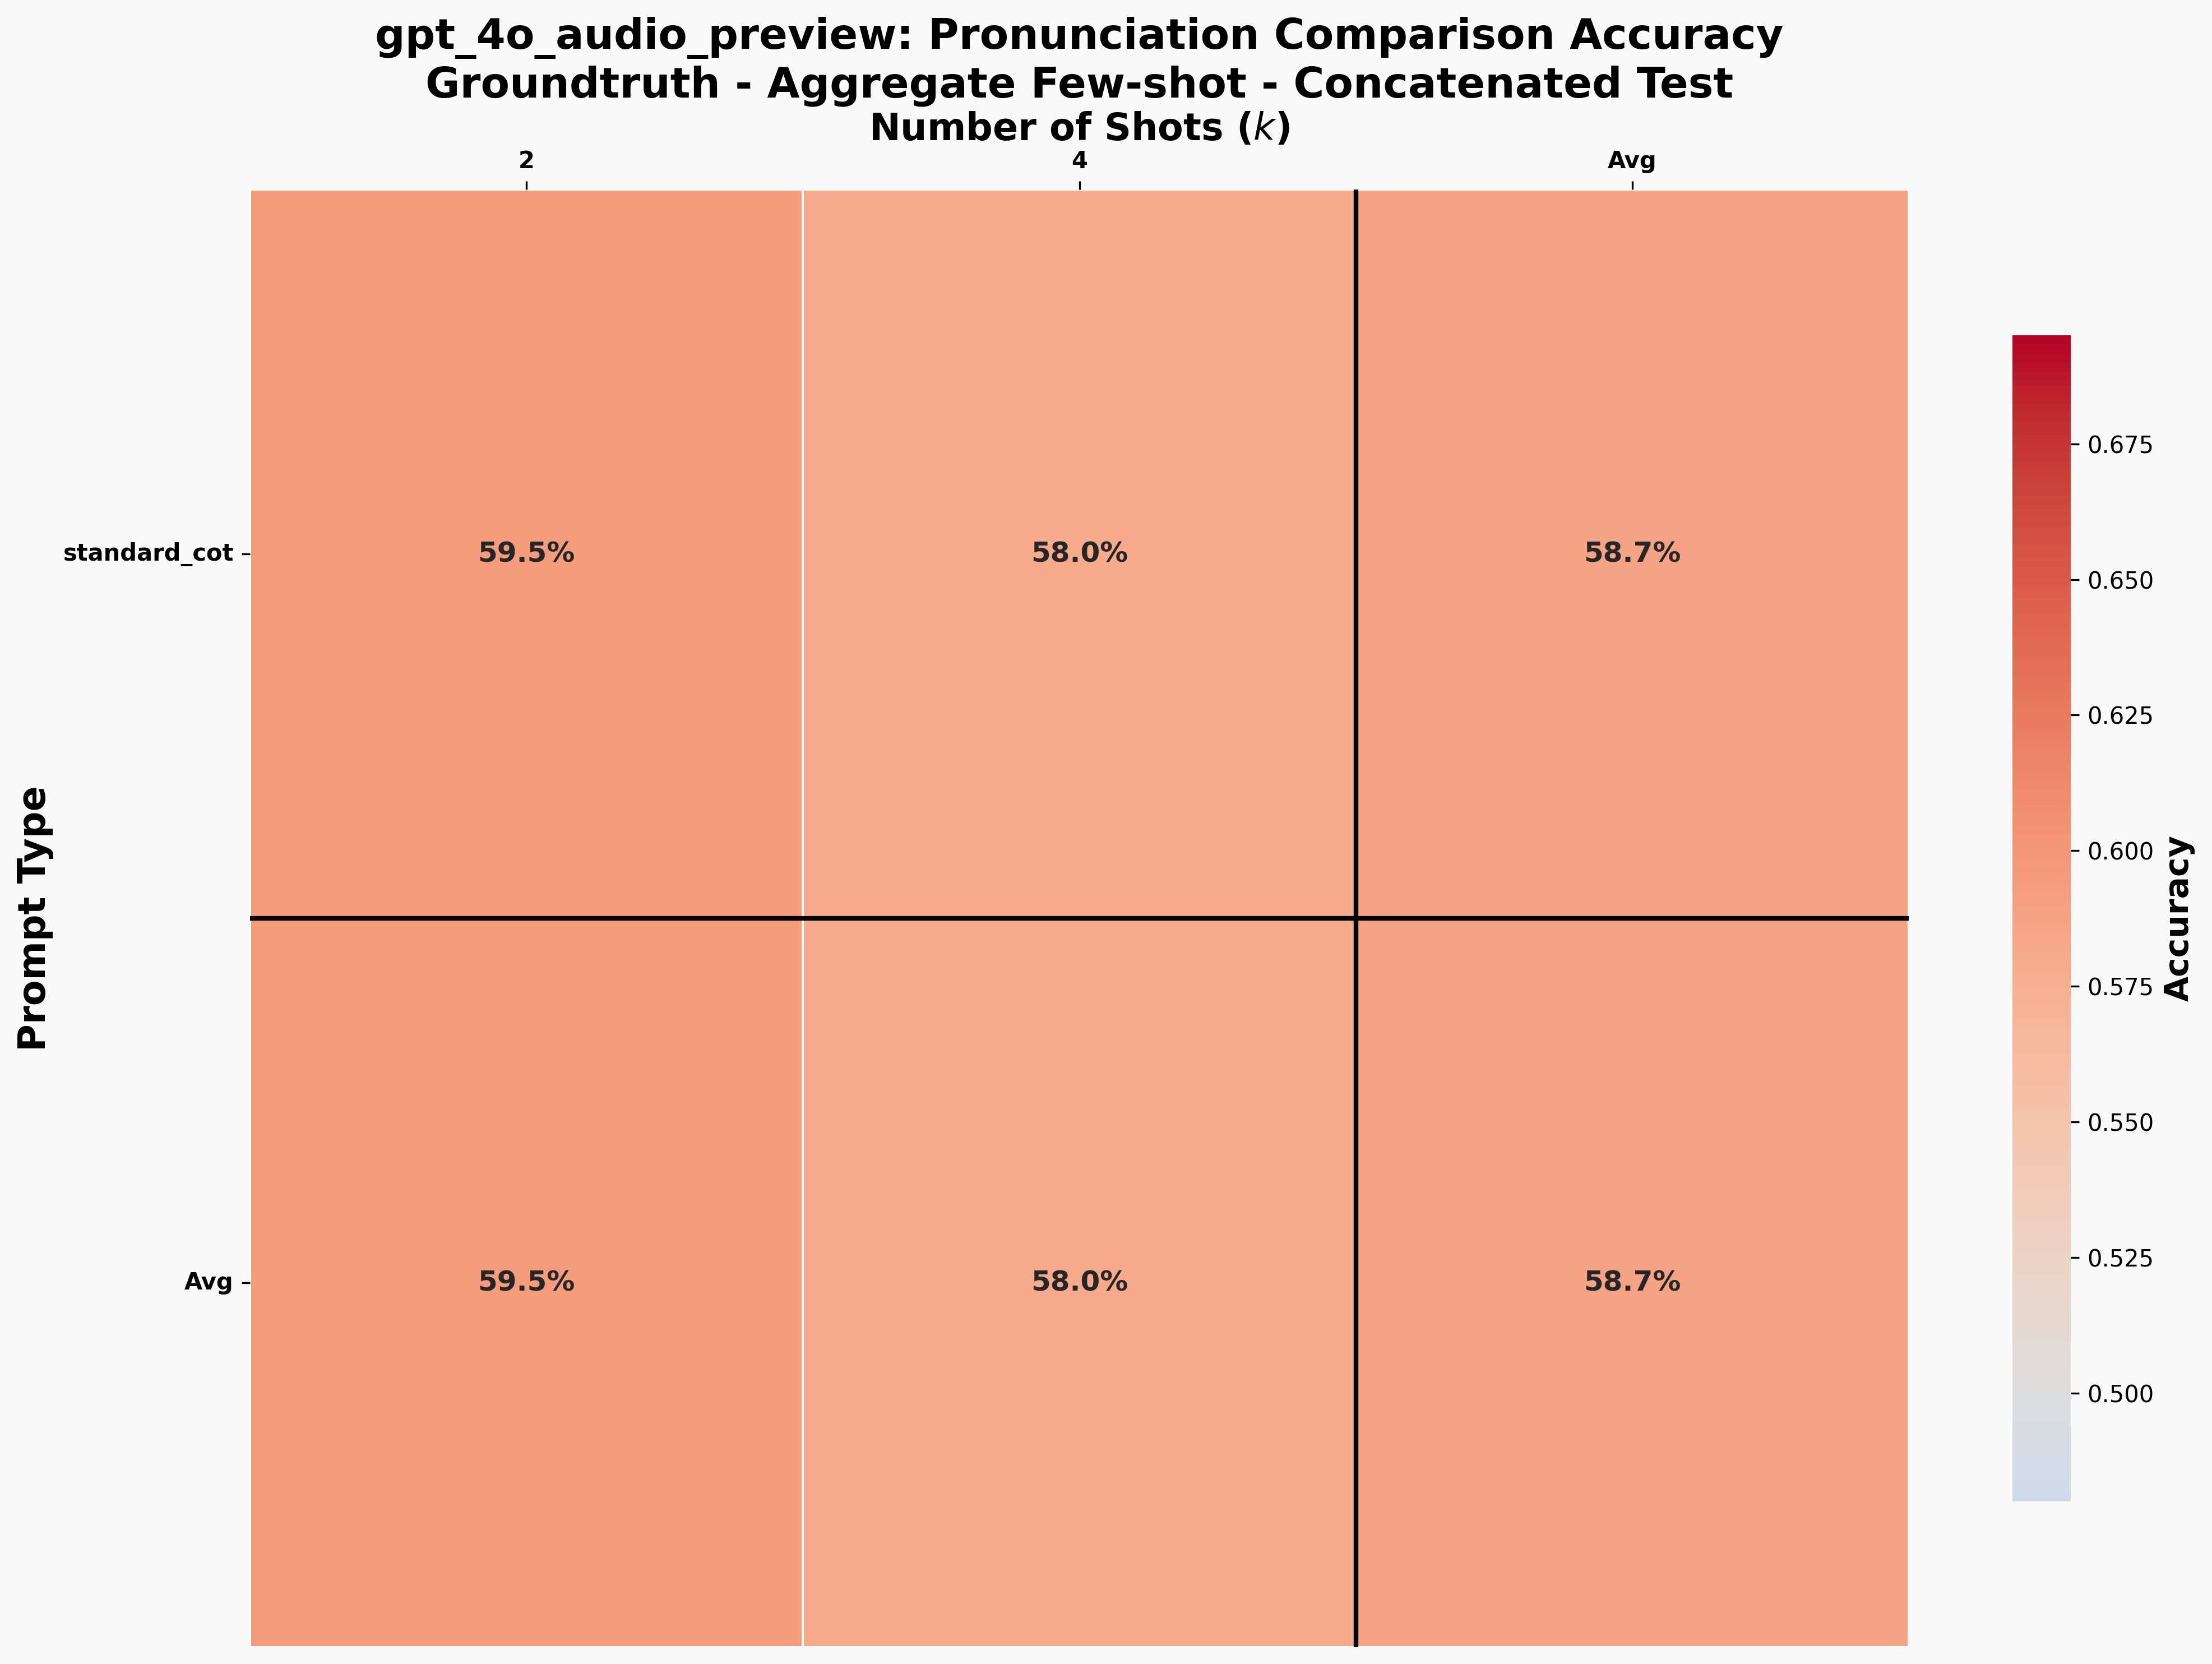 gpt_4o_audio_preview: Pronunciation Comparison Accuracy
Groundtruth - Aggregate Few-shot - Concatenated Test
Number of Shots (k)
2 4 Avg
standard_cot 59.5% 58.0% 58.7%
Avg 59.5% 58.0% 58.7%
Prompt Type
0.675
0.650
0.625
0.600
0.575
0.550
0.525
0.500
Accuracy